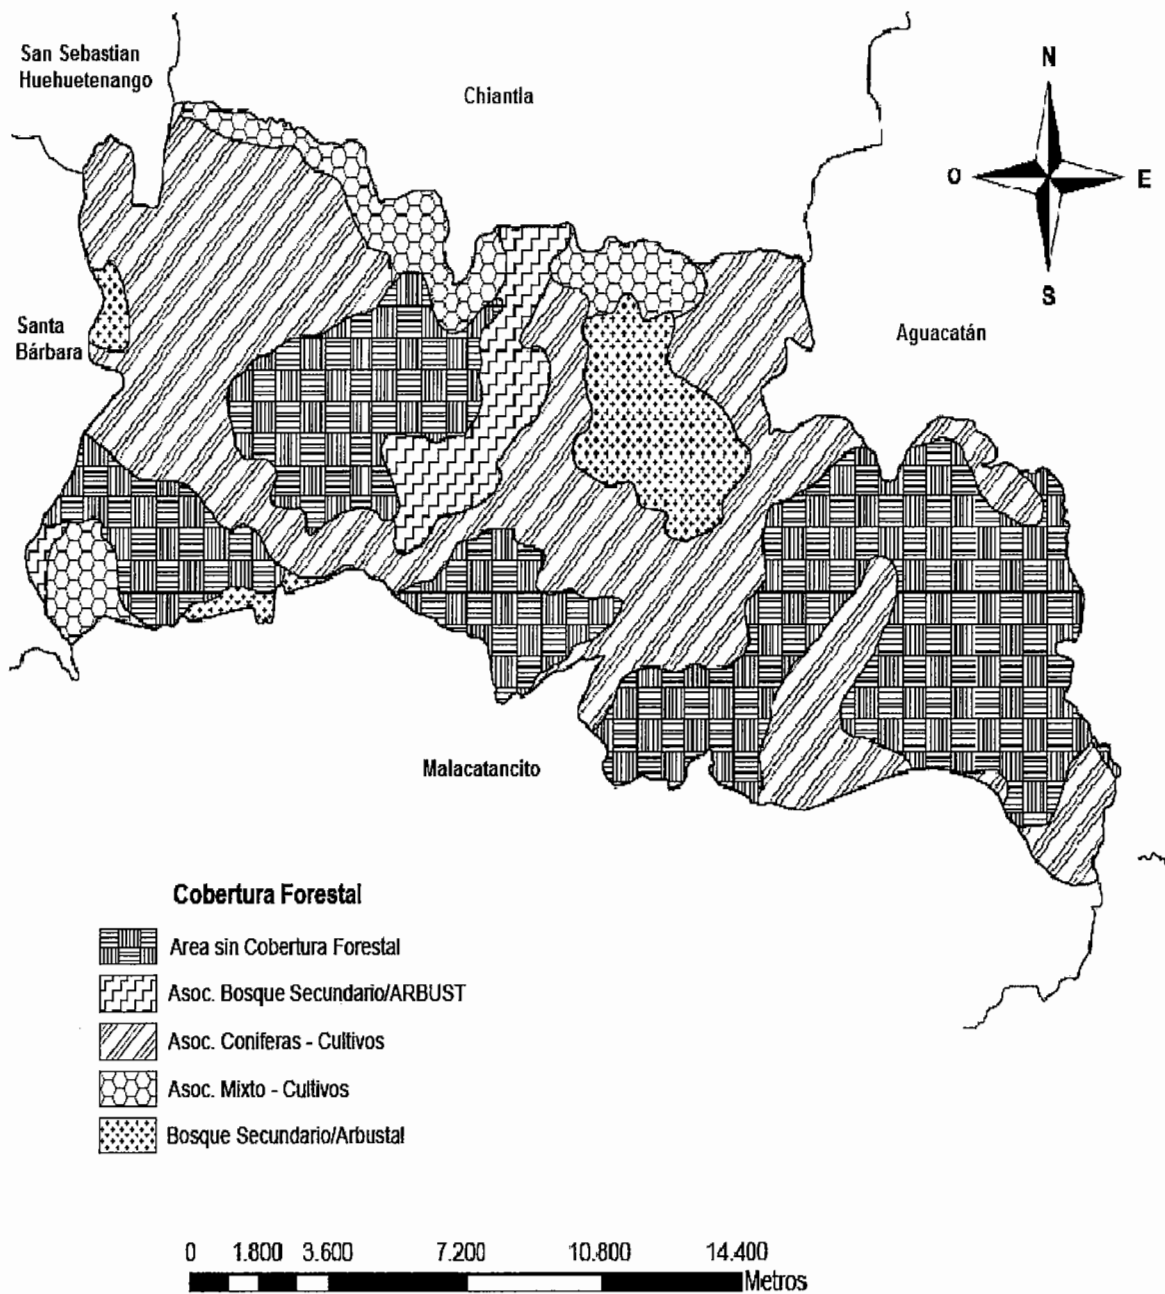 San Sebastian
Huehuetenango
Chiantla
N
O
E
S
Santa
Bárbara
Aguacatán
Malacatancito
Cobertura Forestal
Area sin Cobertura Forestal
Asoc. Bosque Secundario/ARBUST
Asoc. Coniferas - Cultivos
Asoc. Mixto - Cultivos
Bosque Secundario/Arbustal
0 1.800 3.600 7.200 10.800 14.400
Metros